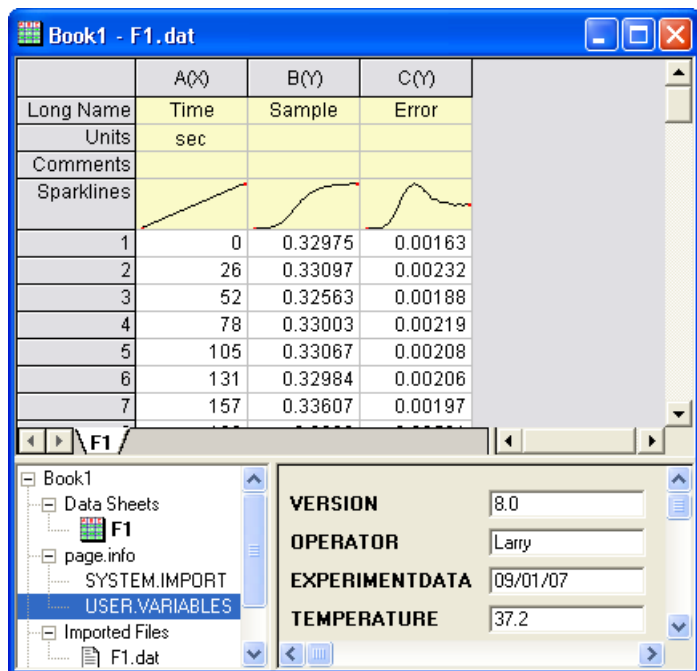 Book1 - F1.dat
A(X) B(Y) C(Y)
Long Name Time Sample Error
Units sec
Comments
Sparklines
1 0 0.32975 0.00163
2 26 0.33097 0.00232
3 52 0.32563 0.00188
4 78 0.33003 0.00219
5 105 0.33067 0.00208
6 131 0.32984 0.00206
7 157 0.33607 0.00197
F1
Book1
Data Sheets
F1
page.info
SYSTEM.IMPORT
USER.VARIABLES
Imported Files
F1.dat
VERSION 8.0
OPERATOR Larry
EXPERIMENTDATA 09/01/07
TEMPERATURE 37.2